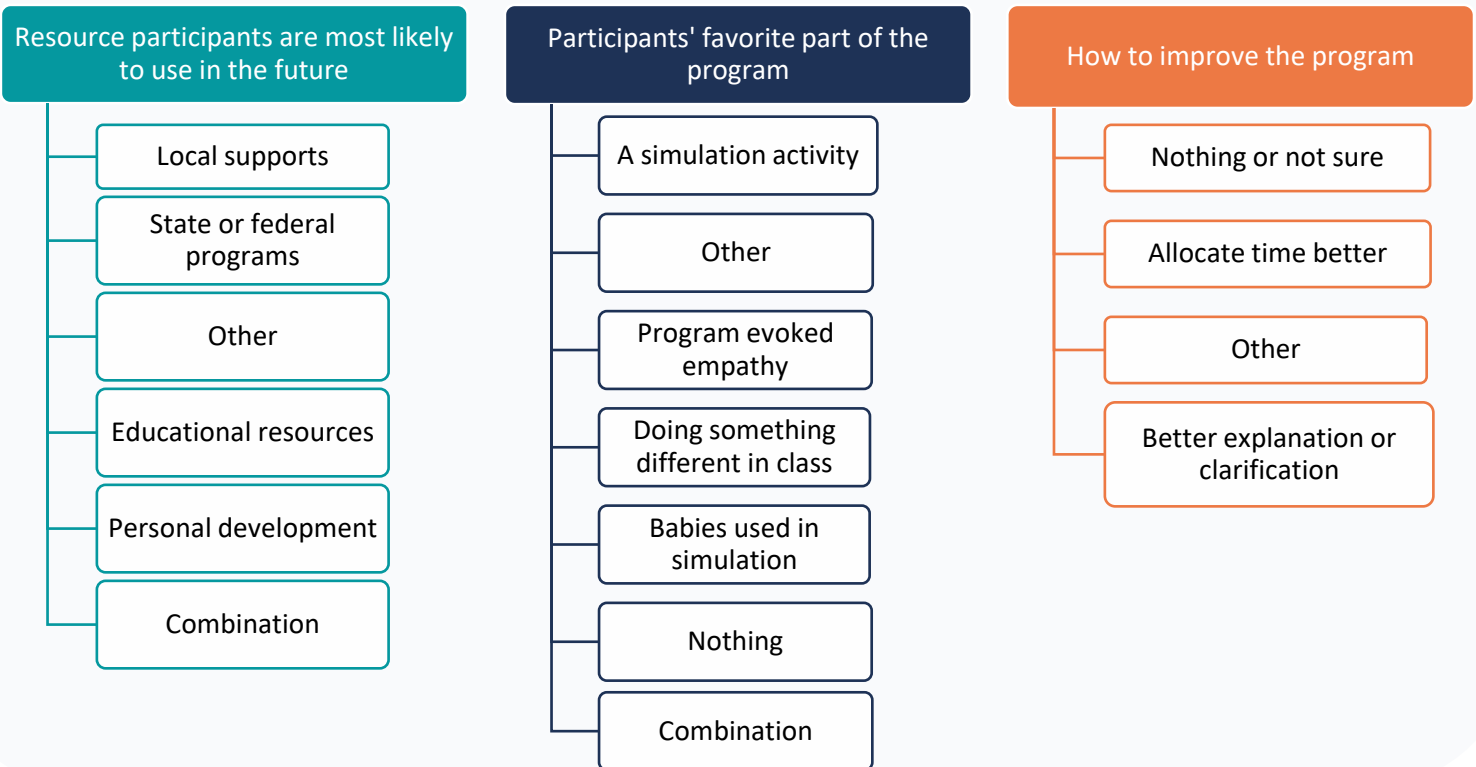 Resource participants are most likely
to use in the future
Local supports
State or federal
programs
Other
Educational resources
Personal development
Combination
Participants' favorite part of the
program
A simulation activity
Other
Program evoked
empathy
Doing something
different in class
Babies used in
simulation
Nothing
Combination
How to improve the program
Nothing or not sure
Allocate time better
Other
Better explanation or
clarification